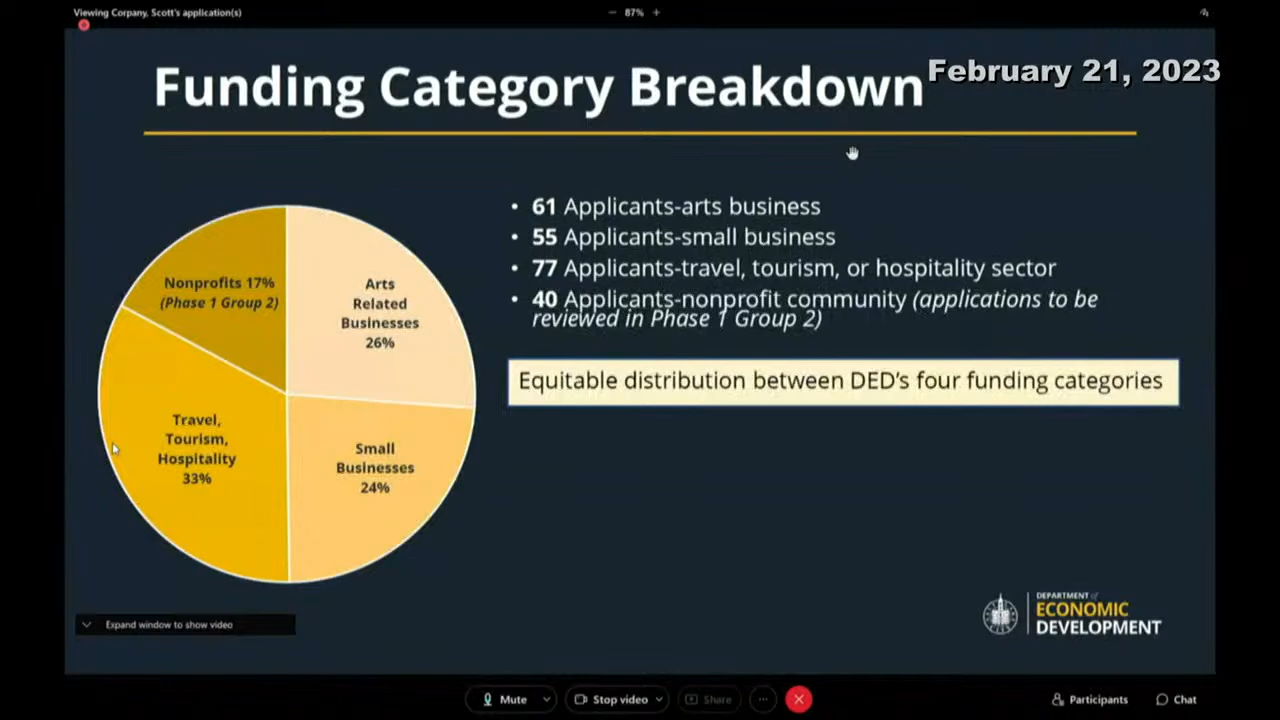 Viewing Corpany, Scott's application(s)
87%
Funding Category Breakdown
February 21, 2023
Nonprofits 17%
(Phase 1 Group 2)
Arts
Related
Businesses
26%
Travel,
Tourism,
Hospitality
33%
Small
Businesses
24%
• 61 Applicants-arts business
• 55 Applicants-small business
• 77 Applicants-travel, tourism, or hospitality sector
• 40 Applicants-nonprofit community (applications to be
reviewed in Phase 1 Group 2)
Equitable distribution between DED's four funding categories
Expand window to show video
DEPARTMENT of
ECONOMIC
DEVELOPMENT
Mute
Stop video
Share
Participants
Chat